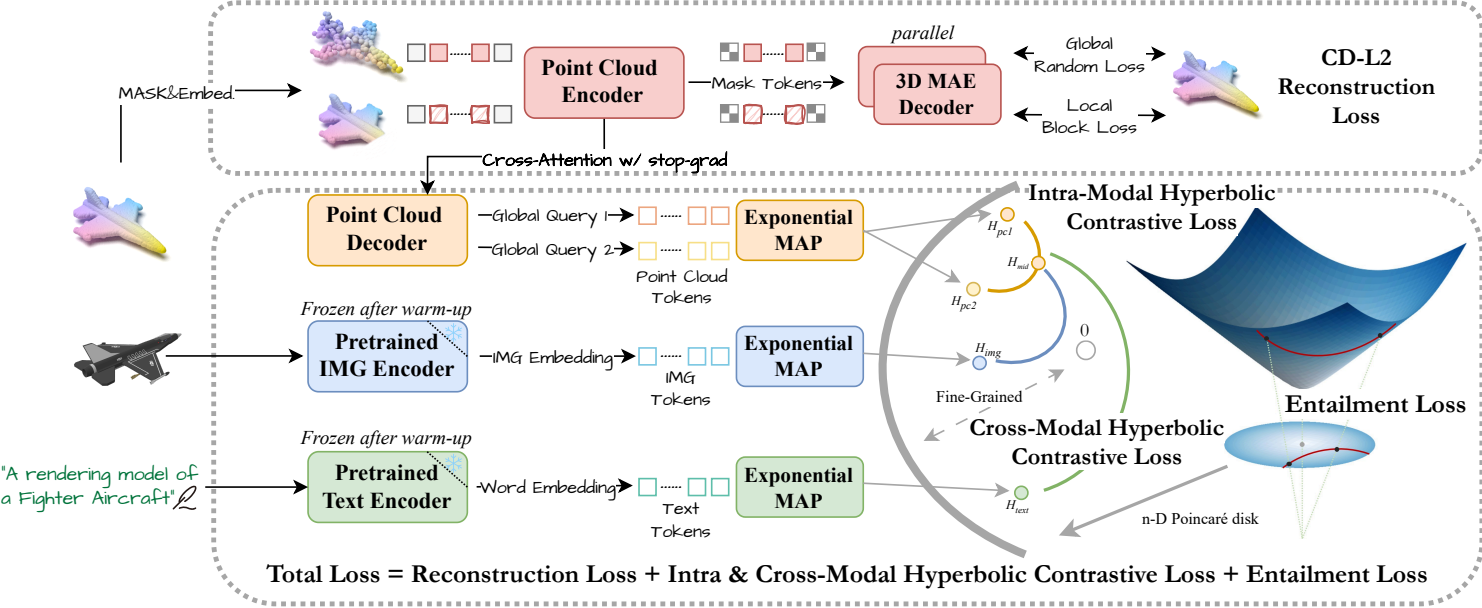 MASK&Embed.
Point Cloud
Encoder
Mask Tokens
parallel
3D MAE
Decoder
Global
Random Loss
Local
Block Loss
CD-L2
Reconstruction
Loss
Cross-Attention w/ stop-grad
Point Cloud
Decoder
Global Query 1
Global Query 2
Point Cloud
Tokens
Exponential
MAP
Intra-Modal Hyperbolic
Contrastive Loss
Hpc1
Hmid
Hpc2
Frozen after warm-up
Pretrained
IMG Encoder
IMG Embedding
IMG
Tokens
Exponential
MAP
Himg
0
Fine-Grained
Entailment Loss
Cross-Modal Hyperbolic
Contrastive Loss
"A rendering model of
a Fighter Aircraft"
Frozen after warm-up
Pretrained
Text Encoder
Word Embedding
Text
Tokens
Exponential
MAP
Htext
n-D Poincaré disk
Total Loss = Reconstruction Loss + Intra & Cross-Modal Hyperbolic Contrastive Loss + Entailment Loss